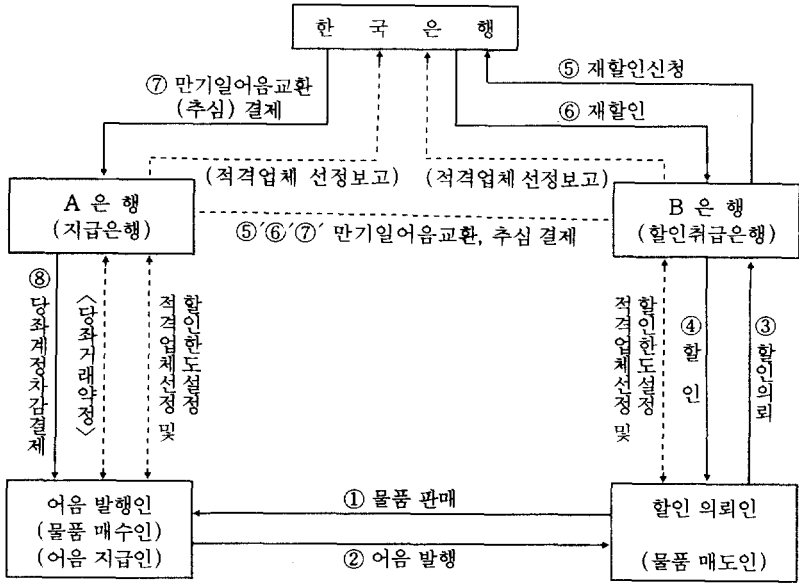 한 국 은 행
⑦ 만기일어음교환
(추심) 결제
⑤ 재할인신청
⑥ 재할인
(적격업체 선정보고)
(적격업체 선정보고)
A 은 행
(지급은행)
B 은 행
(할인취급은행)
⑤´⑥´⑦´ 만기일어음교환, 추심 결제
⑧ 당좌계정차감결제
〈당좌거래약정〉
적격업체선정 및
할인한도설정
적격업체선정 및
할인한도설정
④ 할 인
③ 할인의뢰
어음 발행인
(물품 매수인)
(어음 지급인)
① 물품 판매
② 어음 발행
할인 의뢰인
(물품 매도인)